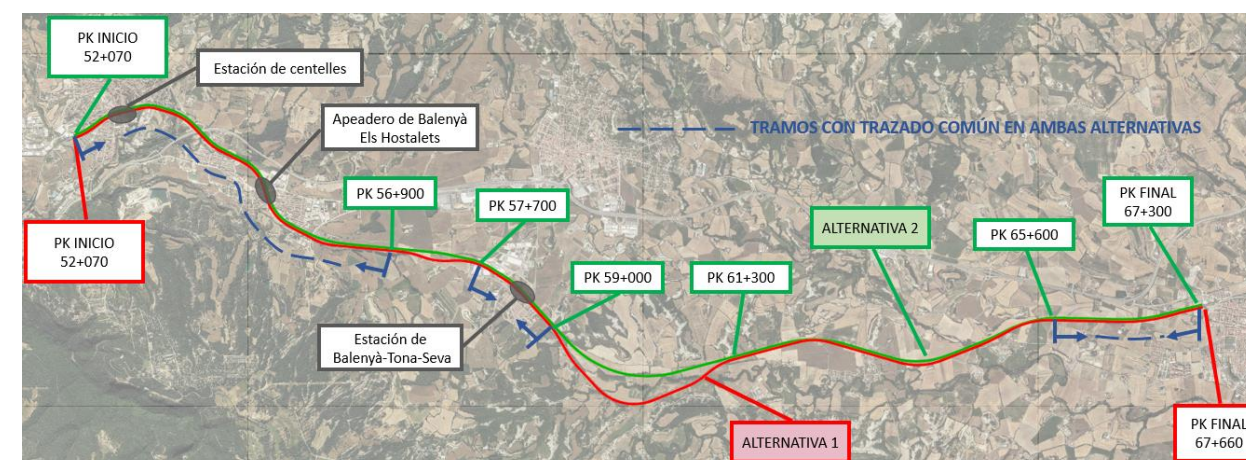 PK INICIO
52+070
Estación de centelles
Apeadero de Balenyà
Els Hostalets
TRAMOS CON TRAZADO COMÚN EN AMBAS ALTERNATIVAS
PK 56+900
PK 57+700
PK FINAL
67+300
ALTERNATIVA 2
PK 65+600
PK INICIO
52+070
PK 59+000
PK 61+300
Estación de
Balenyà-Tona-Seva
ALTERNATIVA 1
PK FINAL
67+660